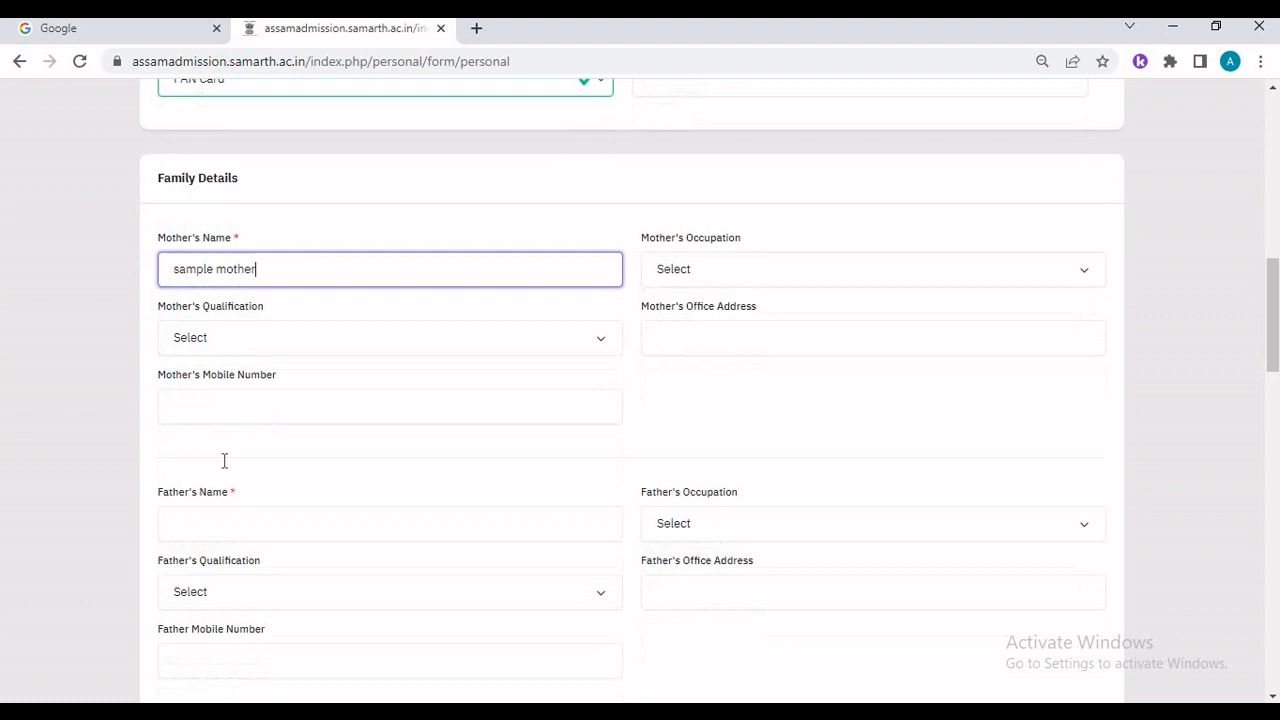 Google
assamadmission.samarth.ac.in/in
assamadmission.samarth.ac.in/index.php/personal/form/personal
A
PAN Card
Family Details
Mother's Name *
Mother's Occupation
sample mother
Select
Mother's Qualification
Mother's Office Address
Select
Mother's Mobile Number
Father's Name *
Father's Occupation
Select
Father's Qualification
Father's Office Address
Select
Father Mobile Number
Activate Windows
Go to Settings to activate Windows.